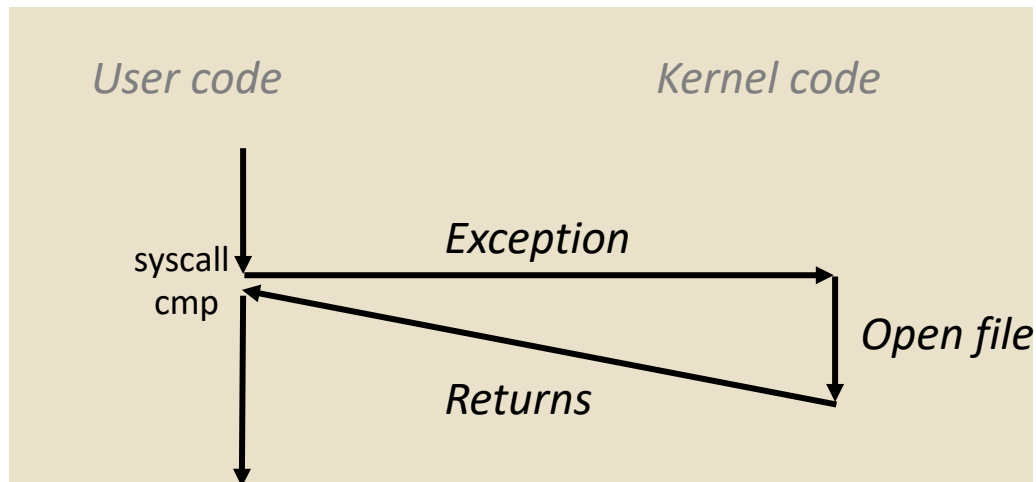 User code
Kernel code
Exception
syscall
cmp
Open file
Returns